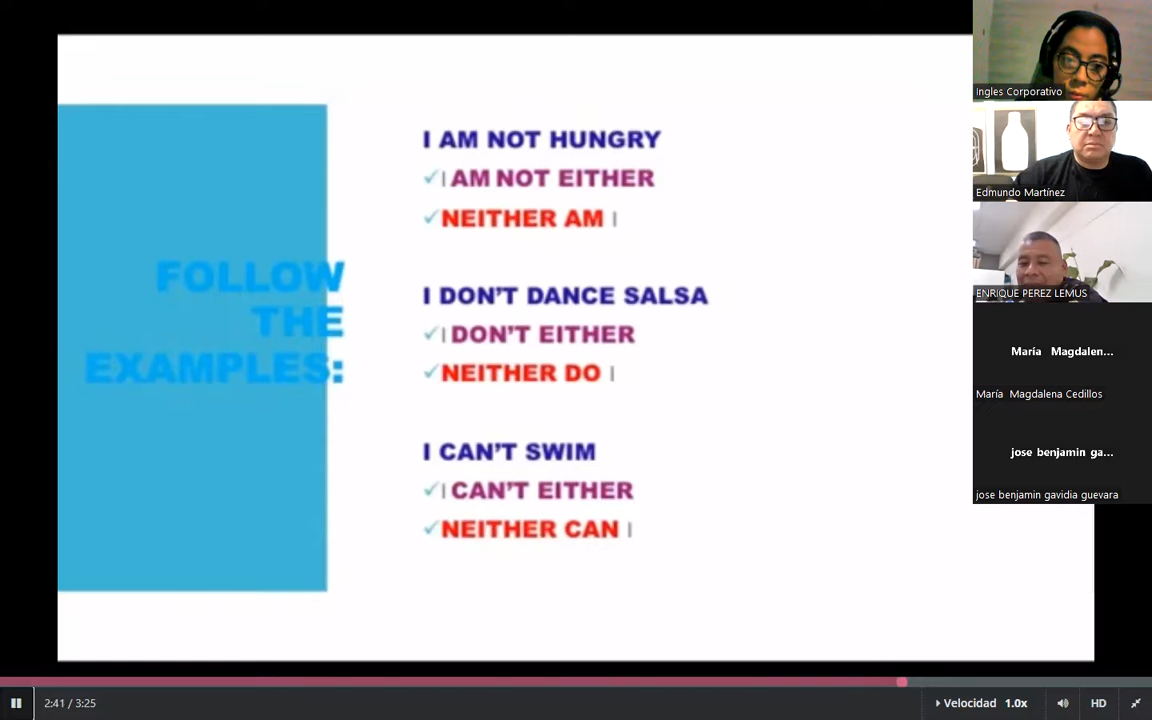 FOLLOW
THE
EXAMPLES:
I AM NOT HUNGRY
✓I AM NOT EITHER
✓NEITHER AM I
I DON'T DANCE SALSA
✓I DON'T EITHER
✓NEITHER DO I
I CAN'T SWIM
✓I CAN'T EITHER
✓NEITHER CAN I
Ingles Corporativo
Edmundo Martínez
ENRIQUE PEREZ LEMUS
María Magdalen...
María Magdalena Cedillos
jose benjamin ga...
jose benjamin gavidia guevara
2:41 / 3:25
Velocidad 1.0x
HD